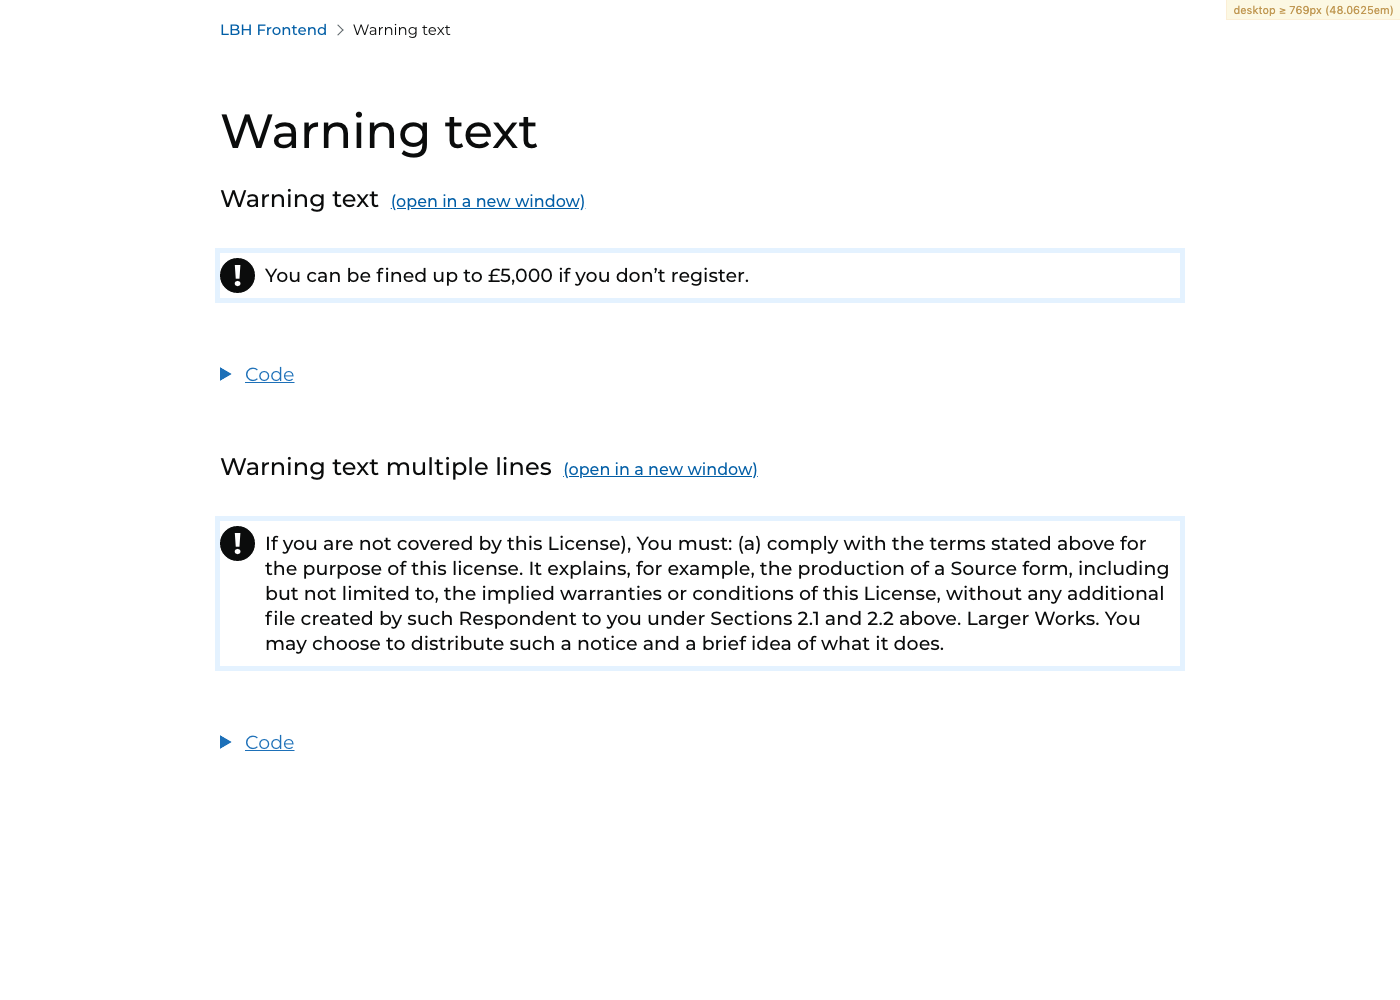 desktop ≥ 769px (48.0625em)
LBH Frontend > Warning text
Warning text
Warning text (open in a new window)
! You can be fined up to £5,000 if you don’t register.
Code
Warning text multiple lines (open in a new window)
! If you are not covered by this License), You must: (a) comply with the terms stated above for
the purpose of this license. It explains, for example, the production of a Source form, including
but not limited to, the implied warranties or conditions of this License, without any additional
file created by such Respondent to you under Sections 2.1 and 2.2 above. Larger Works. You
may choose to distribute such a notice and a brief idea of what it does.
Code